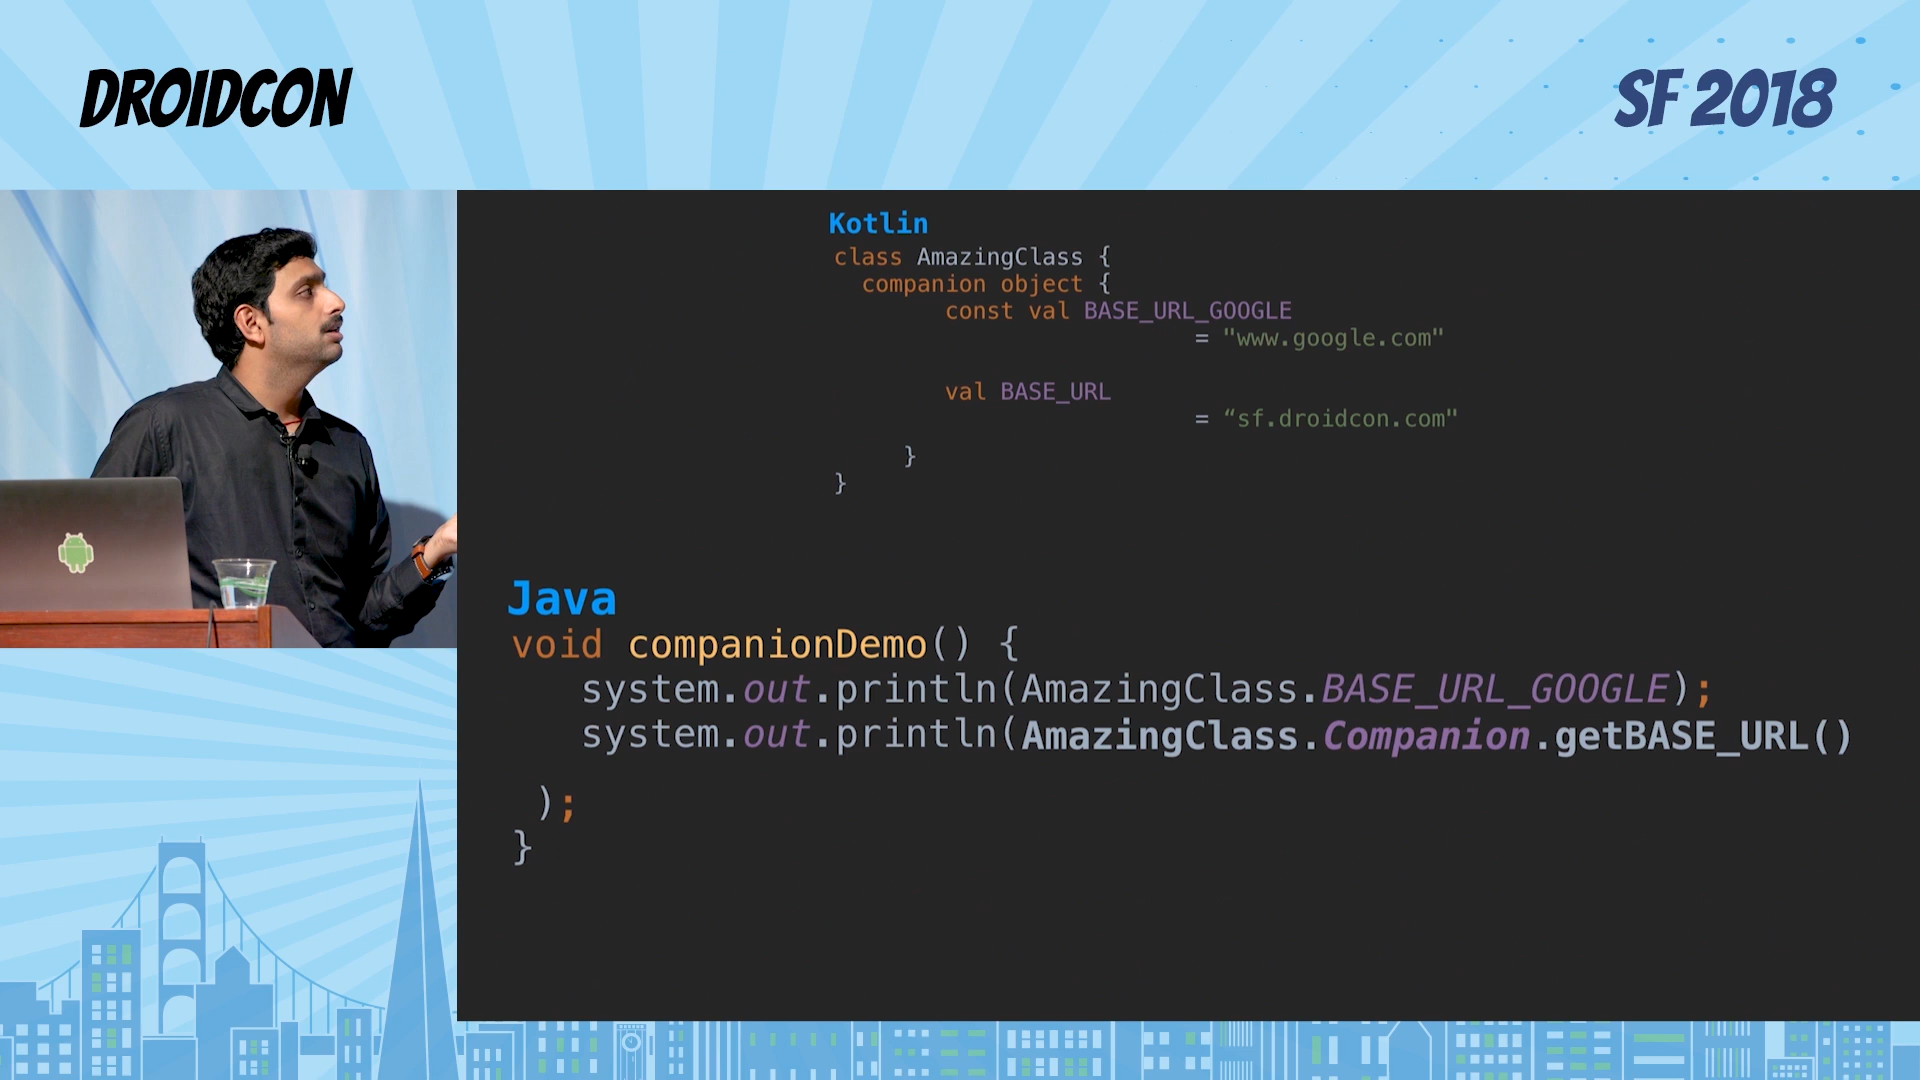 DROIDCON
SF 2018
Kotlin
class AmazingClass {
companion object {
const val BASE_URL_GOOGLE
= "www.google.com"
val BASE_URL
= “sf.droidcon.com"
}
}
Java
void companionDemo() {
system.out.println(AmazingClass.BASE_URL_GOOGLE);
system.out.println(AmazingClass.Companion.getBASE_URL()
);
}